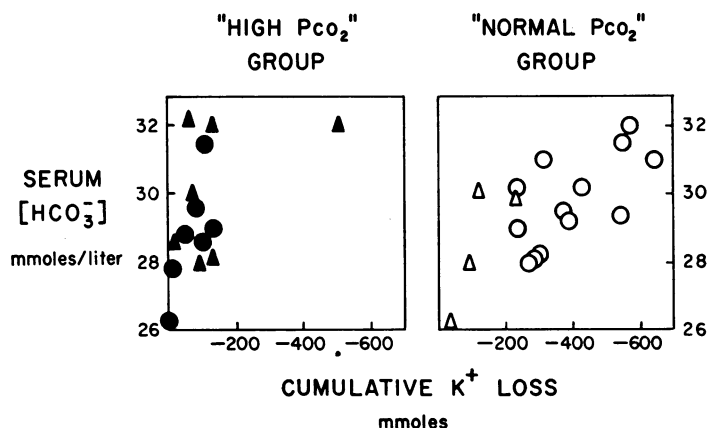 "HIGH Pco₂"
GROUP
"NORMAL Pco₂"
GROUP
SERUM
[HCO₃⁻]
mmoles/liter
32
30
28
26
-200
-400
-600
32
30
28
26
-200
-400
-600
CUMULATIVE K⁺ LOSS
mmoles